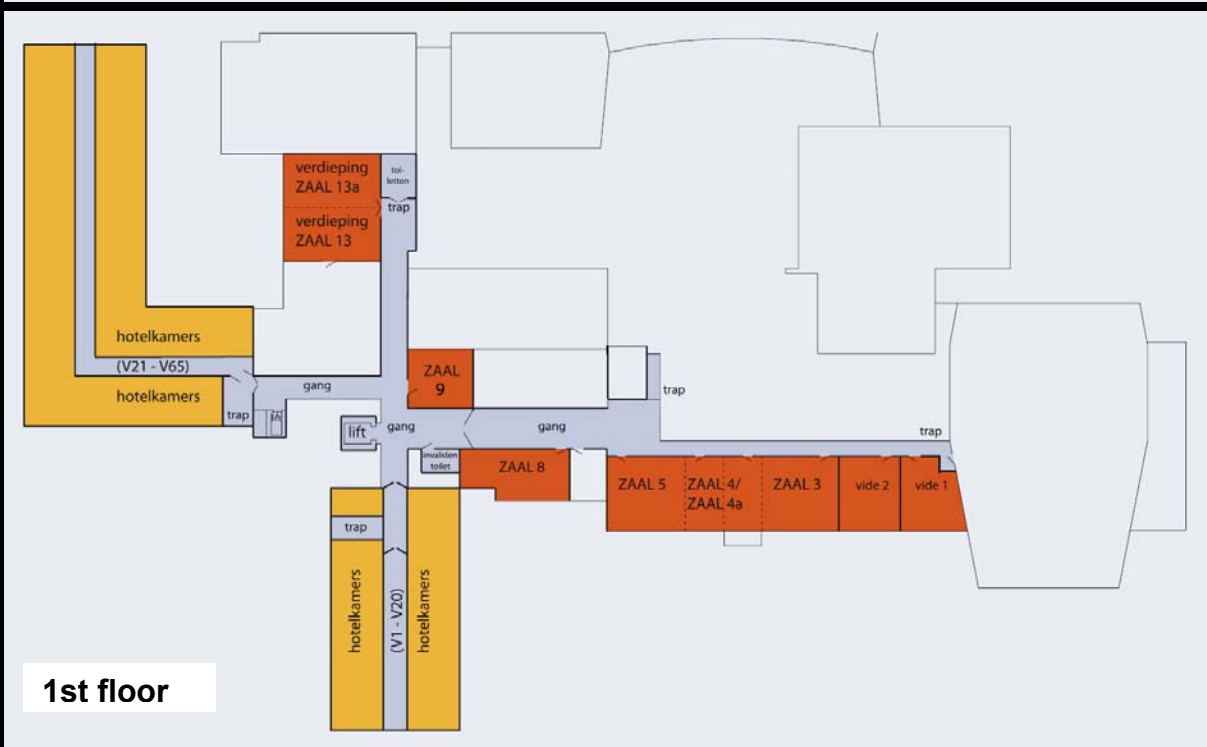 verdieping
ZAAL 13a
toi-
letten
trap
verdieping
ZAAL 13
hotelkamers
(V21 - V65)
hotelkamers
trap
lift
gang
ZAAL
9
trap
lift
gang
gang
trap
invaliden
toilet
ZAAL 8
ZAAL 5
ZAAL 4/
ZAAL 4a
ZAAL 3
vide 2
vide 1
trap
hotelkamers
(V1 - V20)
hotelkamers
1st floor